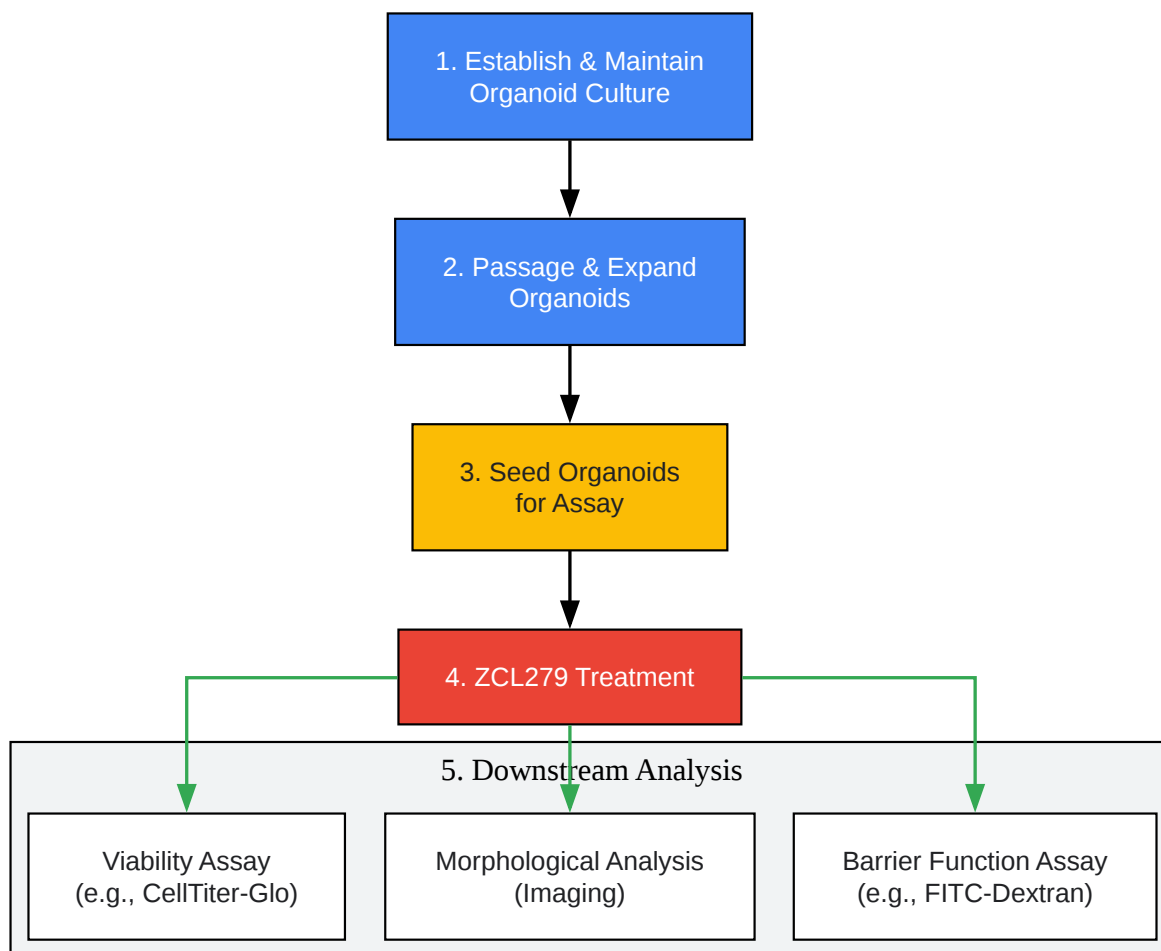 1. Establish & Maintain
Organoid Culture
2. Passage & Expand
Organoids
3. Seed Organoids
for Assay
4. ZCL279 Treatment
5. Downstream Analysis
Viability Assay
(e.g., CellTiter-Glo)
Morphological Analysis
(Imaging)
Barrier Function Assay
(e.g., FITC-Dextran)